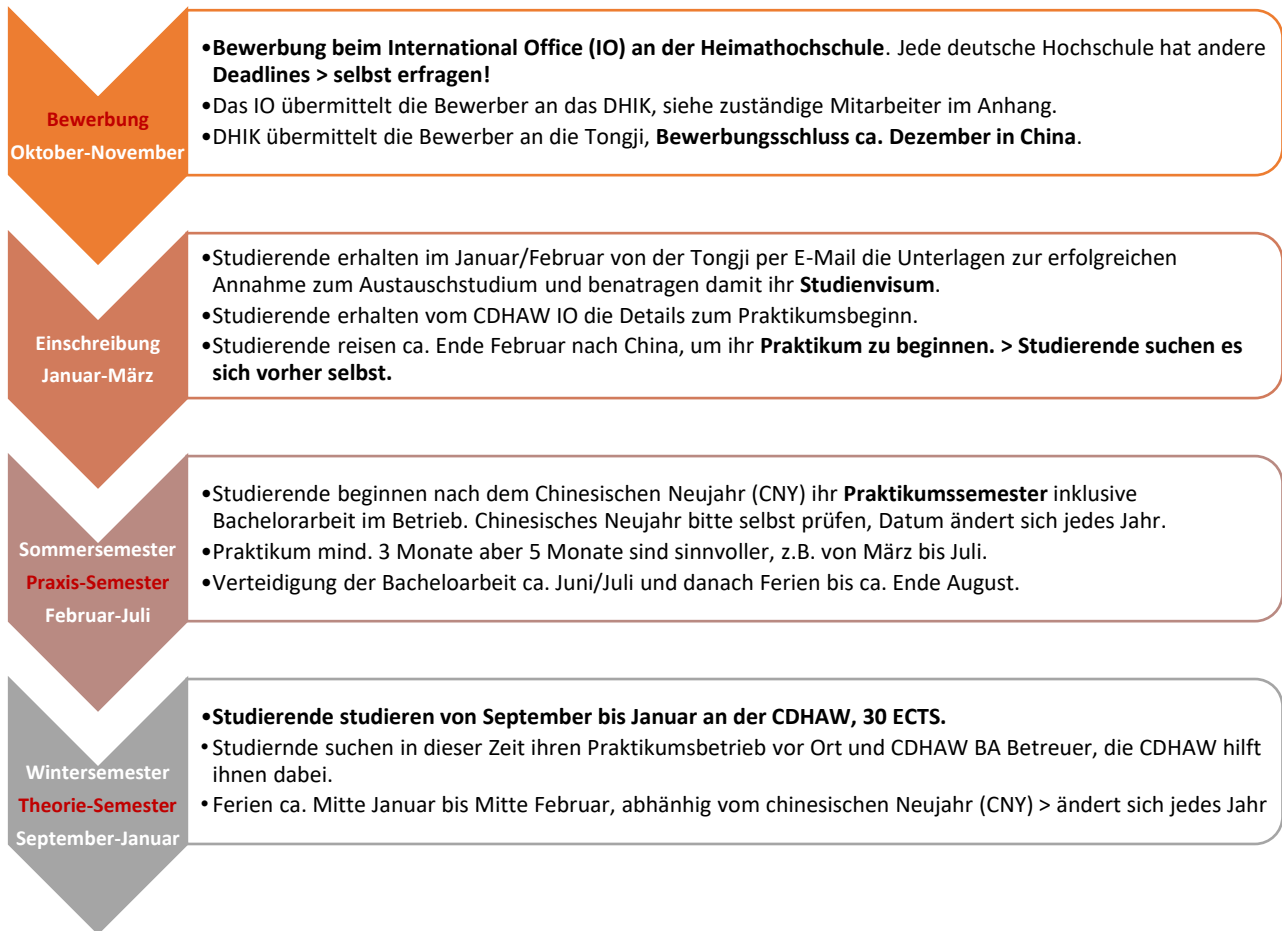 Bewerbung
Oktober-November
•Bewerbung beim International Office (IO) an der Heimathochschule. Jede deutsche Hochschule hat andere
Deadlines > selbst erfragen!
•Das IO übermittelt die Bewerber an das DHIK, siehe zuständige Mitarbeiter im Anhang.
•DHIK übermittelt die Bewerber an die Tongji, Bewerbungsschluss ca. Dezember in China.
Einschreibung
Januar-März
•Studierende erhalten im Januar/Februar von der Tongji per E-Mail die Unterlagen zur erfolgreichen
Annahme zum Austauschstudium und benatragen damit ihr Studienvisum.
•Studierende erhalten vom CDHAW IO die Details zum Praktikumsbeginn.
•Studierende reisen ca. Ende Februar nach China, um ihr Praktikum zu beginnen. > Studierende suchen es
sich vorher selbst.
Sommersemester
Praxis-Semester
Februar-Juli
•Studierende beginnen nach dem Chinesischen Neujahr (CNY) ihr Praktikumssemester inklusive
Bachelorarbeit im Betrieb. Chinesisches Neujahr bitte selbst prüfen, Datum ändert sich jedes Jahr.
•Praktikum mind. 3 Monate aber 5 Monate sind sinnvoller, z.B. von März bis Juli.
•Verteidigung der Bacheloarbeit ca. Juni/Juli und danach Ferien bis ca. Ende August.
Wintersemester
Theorie-Semester
September-Januar
•Studierende studieren von September bis Januar an der CDHAW, 30 ECTS.
• Studiernde suchen in dieser Zeit ihren Praktikumsbetrieb vor Ort und CDHAW BA Betreuer, die CDHAW hilft
ihnen dabei.
• Ferien ca. Mitte Januar bis Mitte Februar, abhänhig vom chinesischen Neujahr (CNY) > ändert sich jedes Jahr